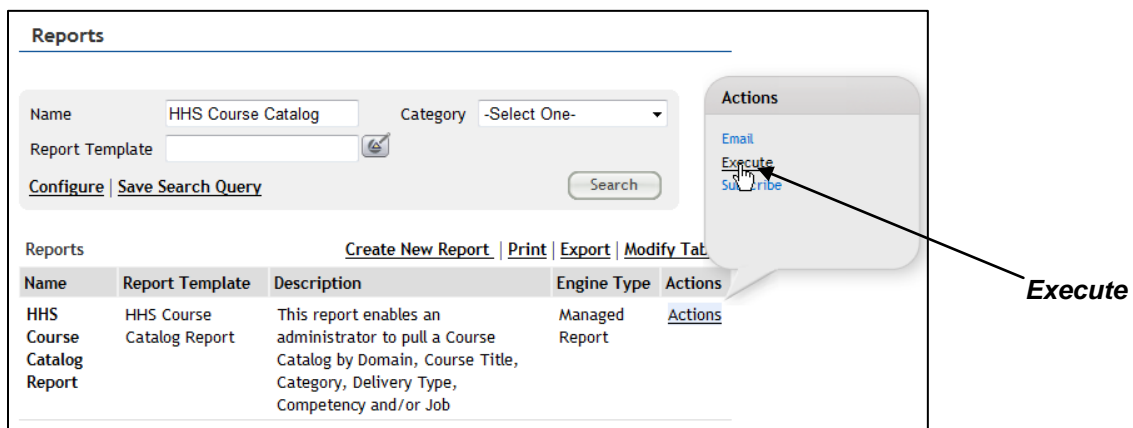 Reports
Name HHS Course Catalog Category -Select One-
Report Template
Configure | Save Search Query Search
Actions
Email
Execute
Subscribe
Reports Create New Report | Print | Export | Modify Tab
Name Report Template Description Engine Type Actions
HHS HHS Course This report enables an Managed Actions
Course Catalog Report administrator to pull a Course Report
Catalog Catalog by Domain, Course Title,
Report Category, Delivery Type,
Competency and/or Job
Execute